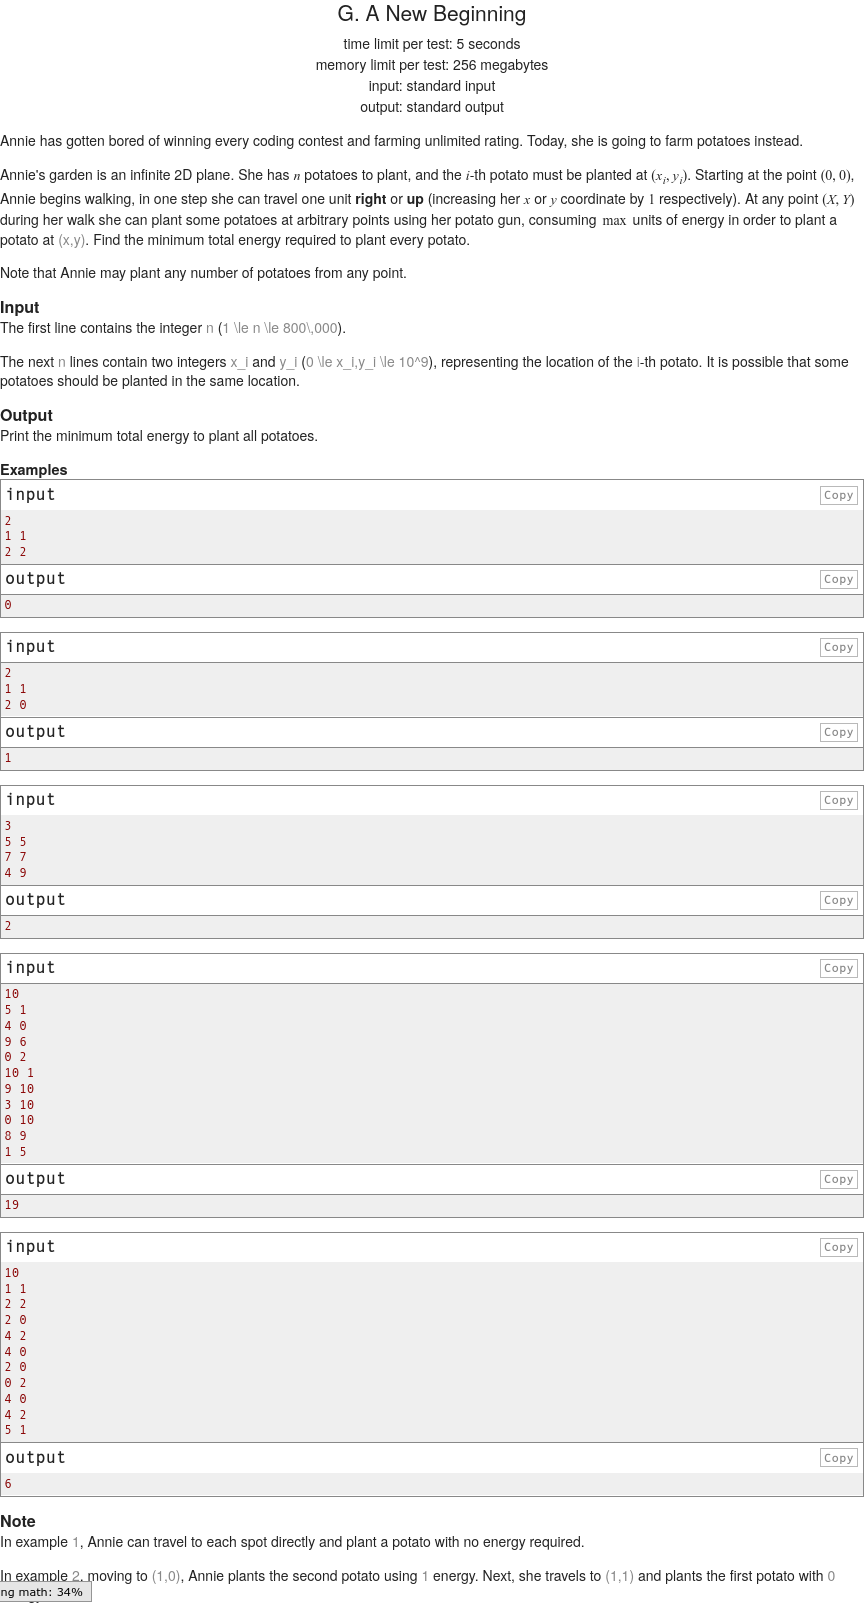 G. A New Beginning
time limit per test: 5 seconds
memory limit per test: 256 megabytes
input: standard input
output: standard output
Annie has gotten bored of winning every coding contest and farming unlimited rating. Today, she is going to farm potatoes instead.
Annie's garden is an infinite 2D plane. She has n potatoes to plant, and the i-th potato must be planted at (x_i, y_i). Starting at the point (0, 0),
Annie begins walking, in one step she can travel one unit right or up (increasing her x or y coordinate by 1 respectively). At any point (X, Y)
during her walk she can plant some potatoes at arbitrary points using her potato gun, consuming max units of energy in order to plant a
potato at (x,y). Find the minimum total energy required to plant every potato.
Note that Annie may plant any number of potatoes from any point.
Input
The first line contains the integer n (1 \le n \le 800\,000).
The next n lines contain two integers x_i and y_i (0 \le x_i,y_i \le 10^9), representing the location of the i-th potato. It is possible that some
potatoes should be planted in the same location.
Output
Print the minimum total energy to plant all potatoes.
Examples
input Copy
2
1 1
2 2
output Copy
0
input Copy
2
1 1
2 0
output Copy
1
input Copy
3
5 5
7 7
4 9
output Copy
2
input Copy
10
5 1
4 0
9 6
0 2
10 1
9 10
3 10
0 10
8 9
1 5
output Copy
19
input Copy
10
1 1
2 2
2 0
4 2
4 0
2 0
0 2
4 0
4 2
5 1
output Copy
6
Note
In example 1, Annie can travel to each spot directly and plant a potato with no energy required.
In example 2, moving to (1,0), Annie plants the second potato using 1 energy. Next, she travels to (1,1) and plants the first potato with 0
ng math: 34%